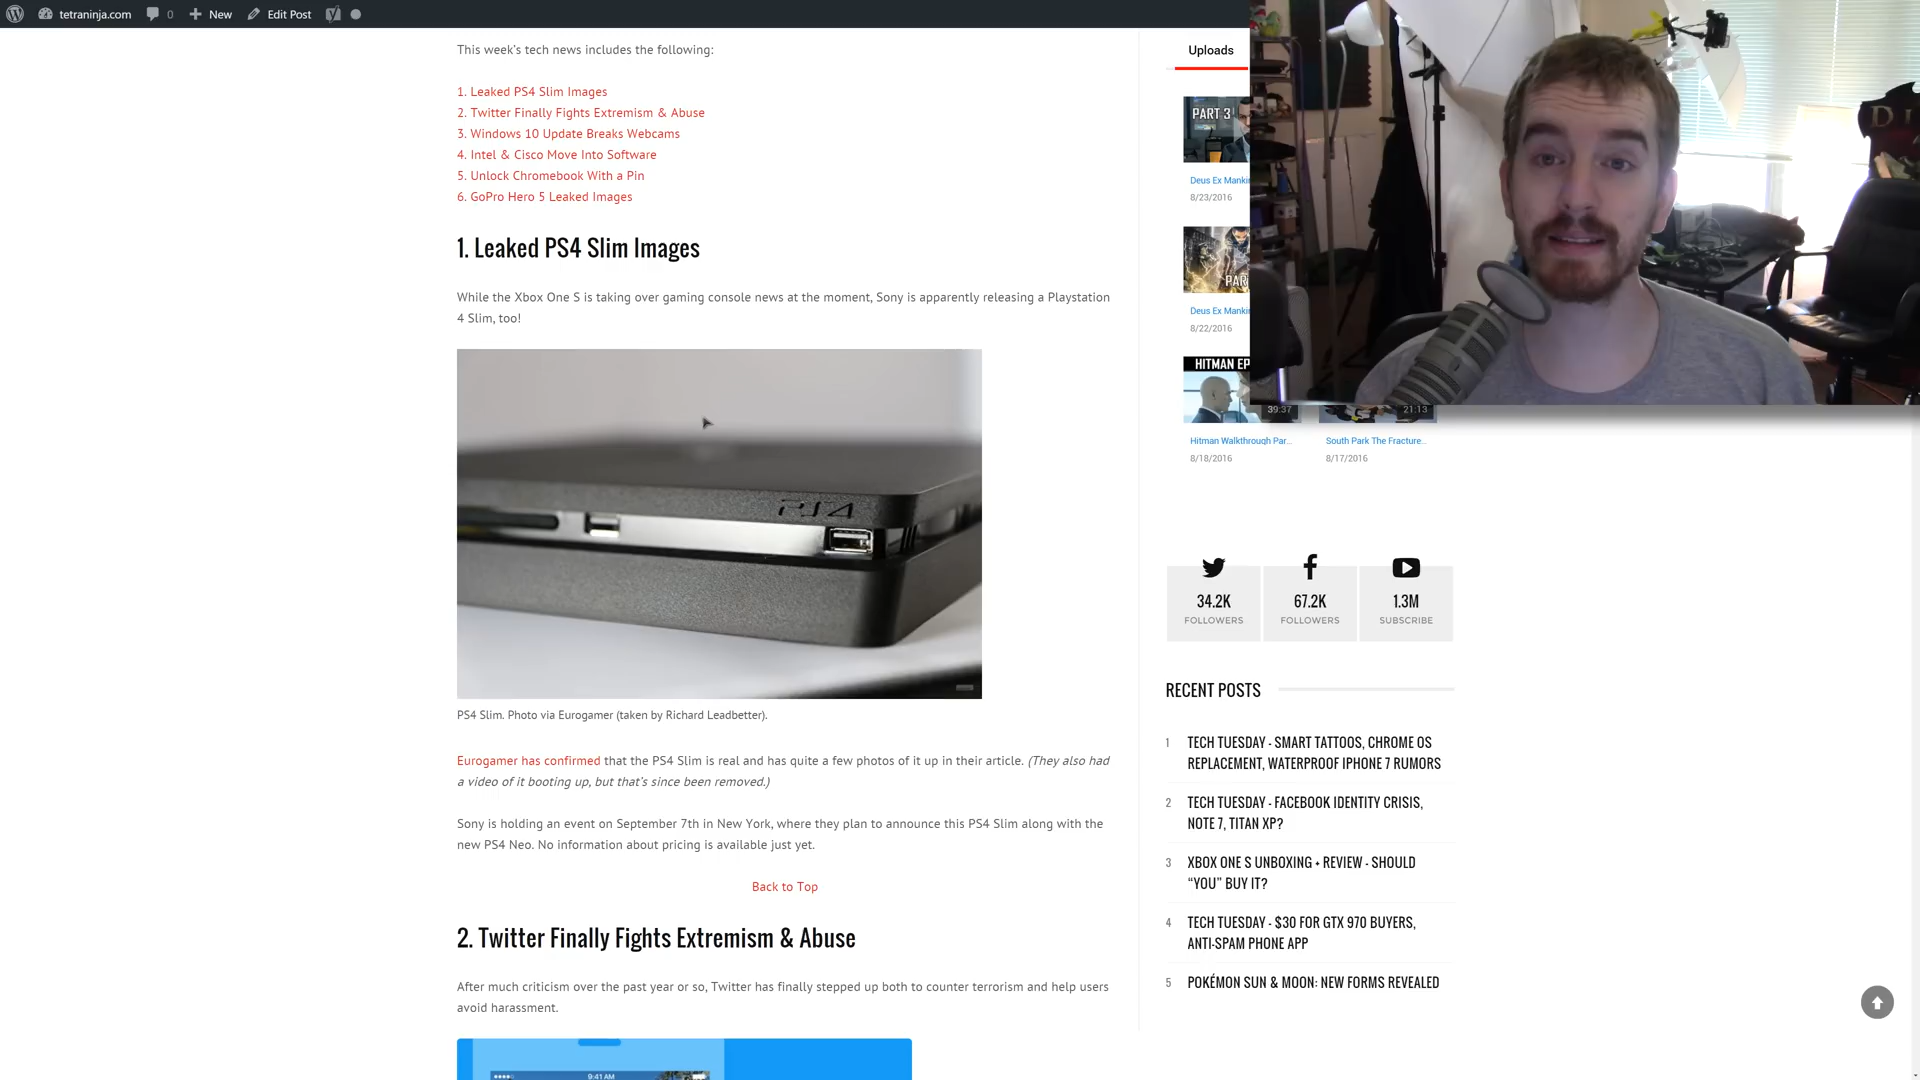 tetraninja.com 0 New Edit Post
This week's tech news includes the following:
1. Leaked PS4 Slim Images
2. Twitter Finally Fights Extremism & Abuse
3. Windows 10 Update Breaks Webcams
4. Intel & Cisco Move Into Software
5. Unlock Chromebook With a Pin
6. GoPro Hero 5 Leaked Images
1. Leaked PS4 Slim Images
While the Xbox One S is taking over gaming console news at the moment, Sony is apparently releasing a Playstation
4 Slim, too!
PS4
PS4 Slim. Photo via Eurogamer (taken by Richard Leadbetter).
Eurogamer has confirmed that the PS4 Slim is real and has quite a few photos of it up in their article. (They also had
a video of it booting up, but that's since been removed.)
Sony is holding an event on September 7th in New York, where they plan to announce this PS4 Slim along with the
new PS4 Neo. No information about pricing is available just yet.
Back to Top
2. Twitter Finally Fights Extremism & Abuse
After much criticism over the past year or so, Twitter has finally stepped up both to counter terrorism and help users
avoid harassment.
9:41 AM
Uploads
PART 3
Deus Ex Manki
8/23/2016
PAR
Deus Ex Manki
8/22/2016
HITMAN EP
39:37
21:13
Hitman Walkthrough Par...
8/18/2016
South Park The Fracture...
8/17/2016
34.2K
FOLLOWERS
67.2K
FOLLOWERS
1.3M
SUBSCRIBE
RECENT POSTS
1 TECH TUESDAY - SMART TATTOOS, CHROME OS
REPLACEMENT, WATERPROOF IPHONE 7 RUMORS
2 TECH TUESDAY - FACEBOOK IDENTITY CRISIS,
NOTE 7, TITAN XP?
3 XBOX ONE S UNBOXING + REVIEW - SHOULD
"YOU" BUY IT?
4 TECH TUESDAY - $30 FOR GTX 970 BUYERS,
ANTI-SPAM PHONE APP
5 POKÉMON SUN & MOON: NEW FORMS REVEALED